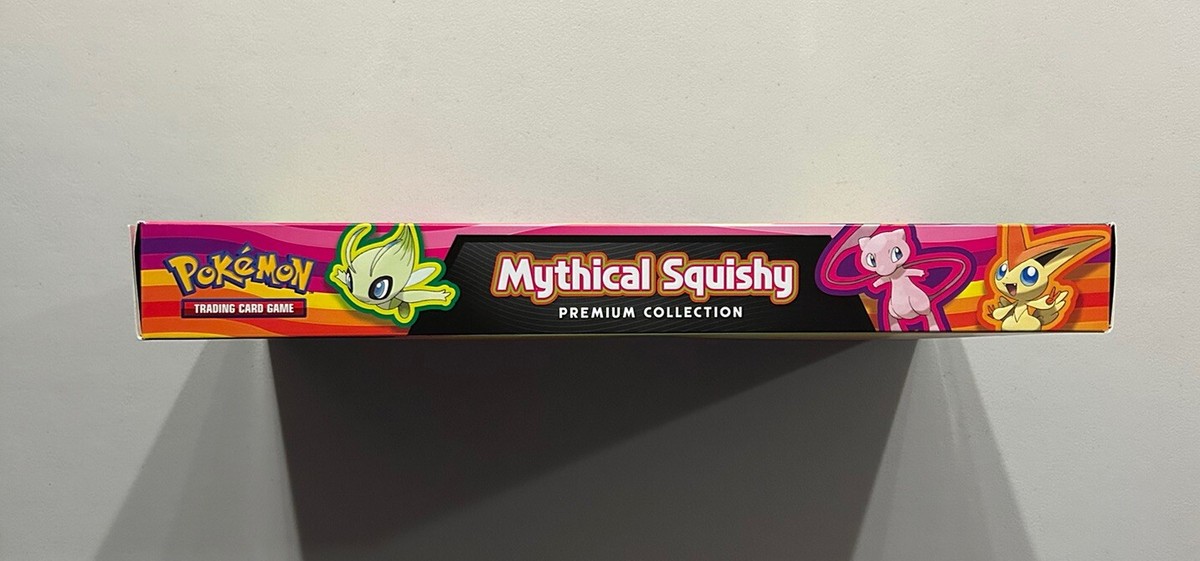 POKéMON
TRADING CARD GAME
Mythical Squishy
PREMIUM COLLECTION